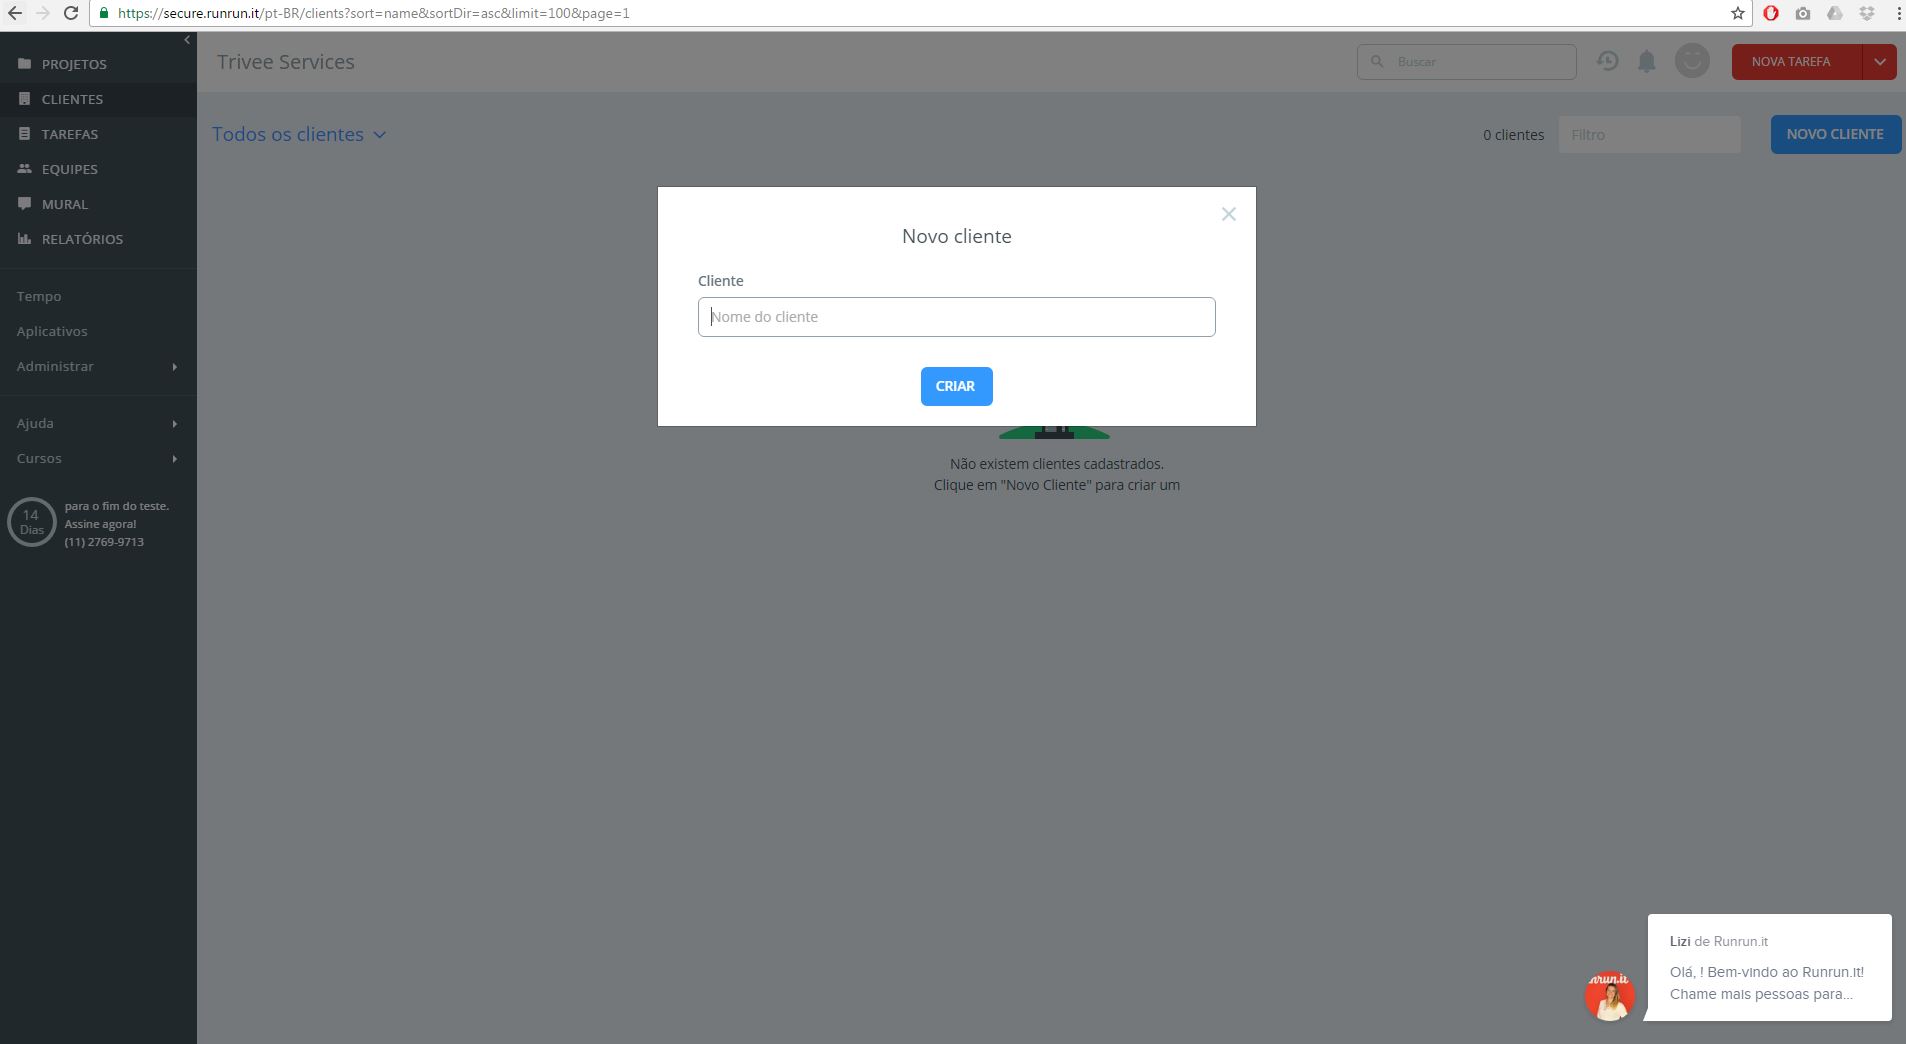 https://secure.runrun.it/pt-BR/clients?sort=name&sortDir=asc&limit=100&page=1
PROJETOS
CLIENTES
TAREFAS
EQUIPES
MURAL
RELATÓRIOS
Tempo
Aplicativos
Administrar
Ajuda
Cursos
14
Dias
para o fim do teste.
Assine agora!
(11) 2769-9713
Trivee Services
Buscar
NOVA TAREFA
Todos os clientes
0 clientes
Filtro
NOVO CLIENTE
Novo cliente
Cliente
Nome do cliente
CRIAR
Não existem clientes cadastrados.
Clique em "Novo Cliente" para criar um
Lizi de Runrun.it
Olá, ! Bem-vindo ao Runrun.it!
Chame mais pessoas para...